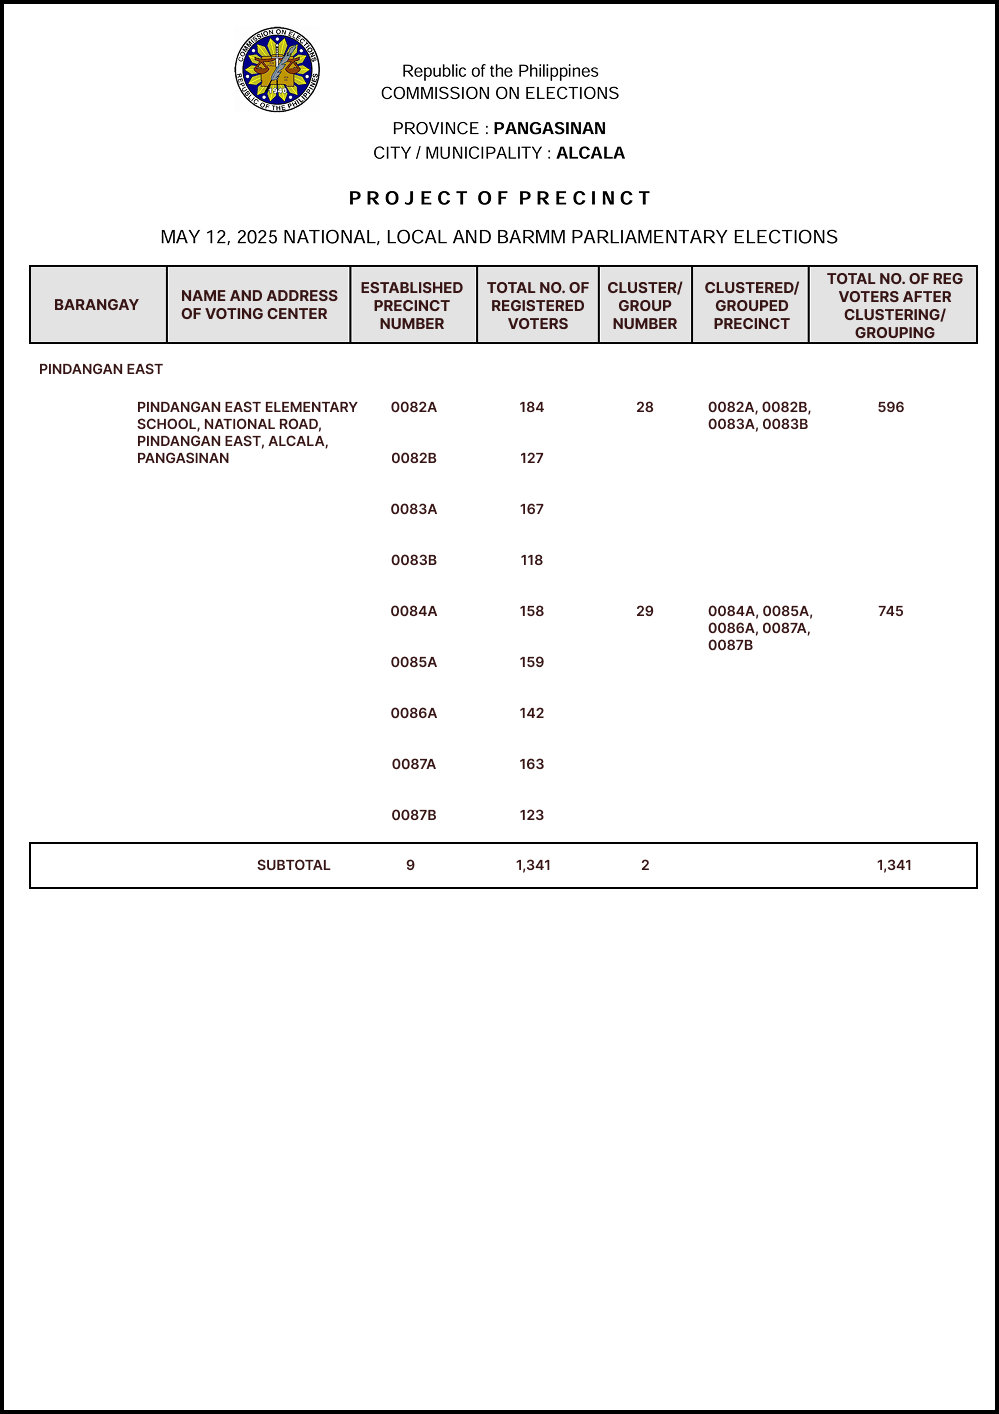 COMMISSION ON ELECTIONS
1940
REPUBLIC OF THE PHILIPPINES
Republic of the Philippines
COMMISSION ON ELECTIONS
PROVINCE : PANGASINAN
CITY / MUNICIPALITY : ALCALA
PROJECT OF PRECINCT
MAY 12, 2025 NATIONAL, LOCAL AND BARMM PARLIAMENTARY ELECTIONS
BARANGAY
NAME AND ADDRESS
OF VOTING CENTER
ESTABLISHED
PRECINCT
NUMBER
TOTAL NO. OF
REGISTERED
VOTERS
CLUSTER/
GROUP
NUMBER
CLUSTERED/
GROUPED
PRECINCT
TOTAL NO. OF REG
VOTERS AFTER
CLUSTERING/
GROUPING
PINDANGAN EAST
PINDANGAN EAST ELEMENTARY 0082A 184 28 0082A, 0082B, 596
SCHOOL, NATIONAL ROAD, 0083A, 0083B
PINDANGAN EAST, ALCALA,
PANGASINAN 0082B 127
0083A 167
0083B 118
0084A 158 29 0084A, 0085A, 745
0086A, 0087A,
0087B
0085A 159
0086A 142
0087A 163
0087B 123
SUBTOTAL 9 1,341 2 1,341